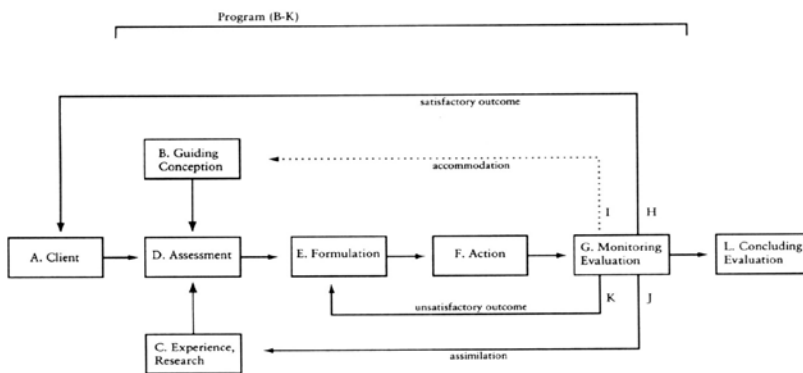 Program (B-K)
satisfactory outcome
B. Guiding
Conception
accommodation
I
H
A. Client
D. Assessment
E. Formulation
F. Action
G. Monitoring
Evaluation
L. Concluding
Evaluation
K
J
unsatisfactory outcome
C. Experience,
Research
assimilation